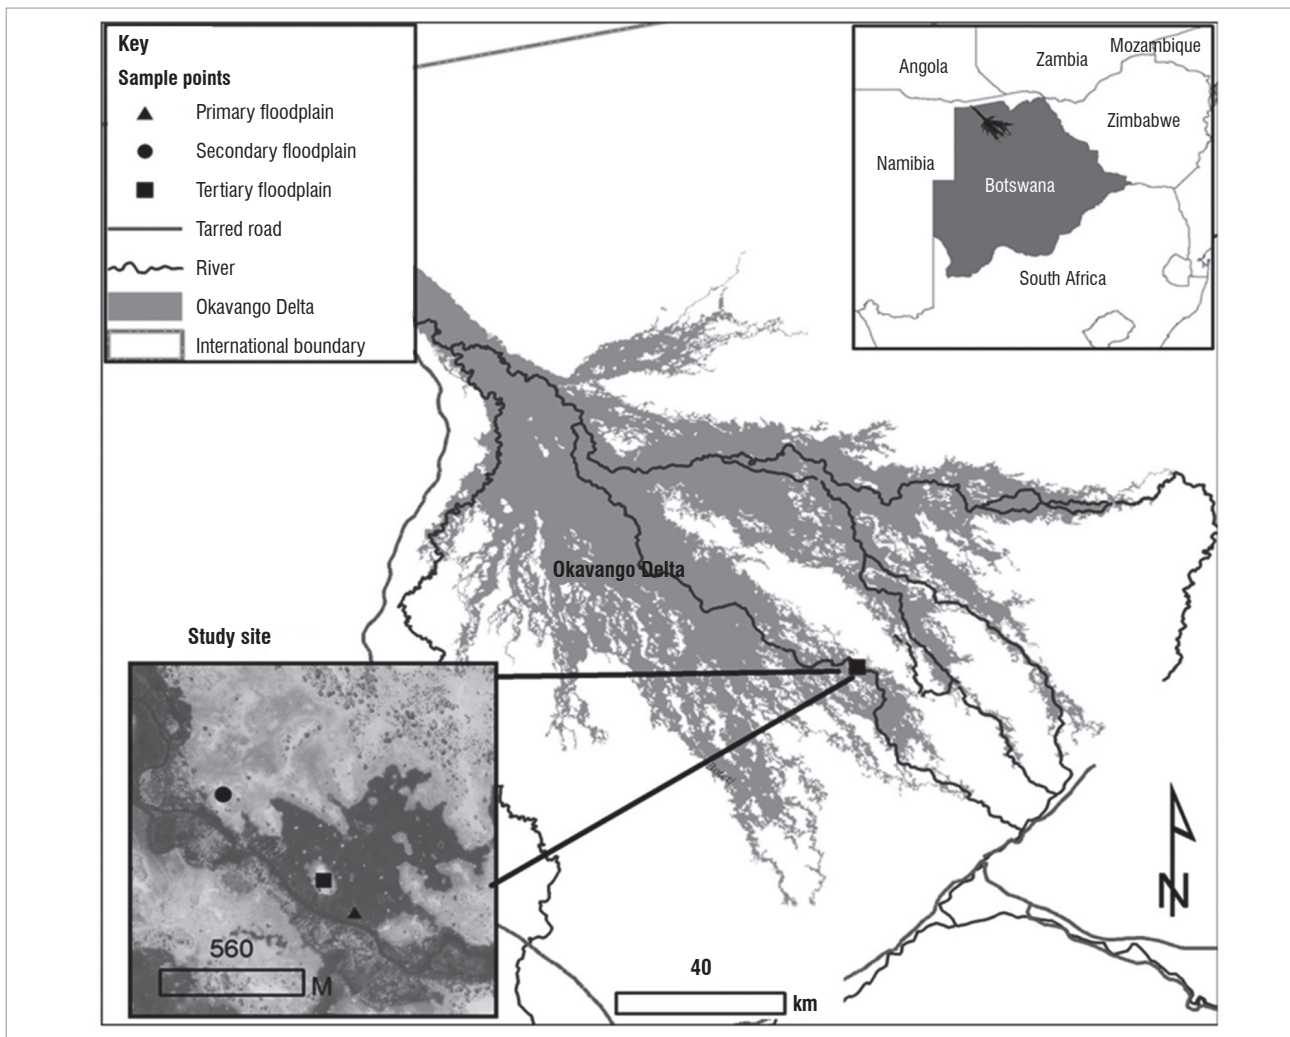 Key
Sample points
Primary floodplain
Secondary floodplain
Tertiary floodplain
Tarred road
River
Okavango Delta
International boundary
Angola
Zambia
Mozambique
Zimbabwe
Namibia
Botswana
South Africa
Okavango Delta
Study site
560
M
40
km
N